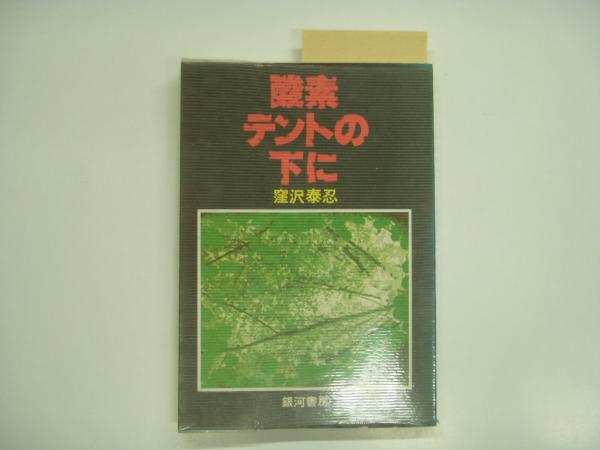 酸素
テントの
下に
窪沢泰忍
銀河書房